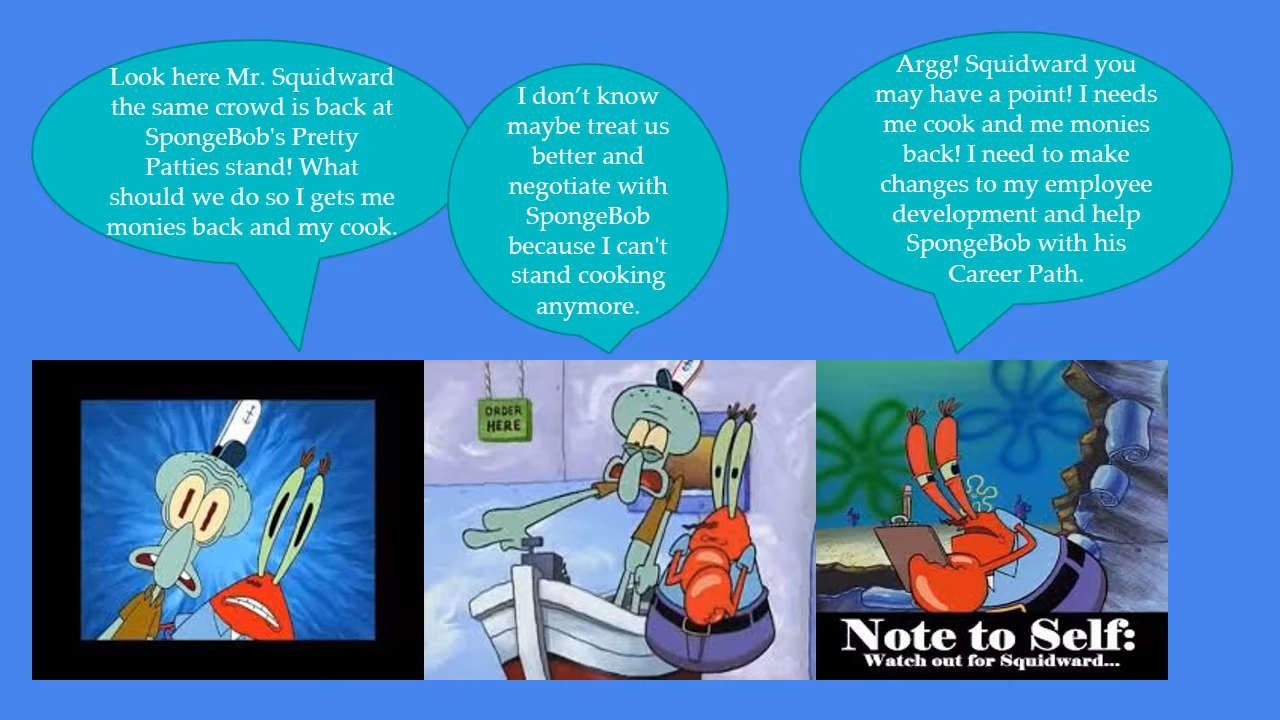 Look here Mr. Squidward
the same crowd is back at
SpongeBob's Pretty
Patties stand! What
should we do so I gets me
monies back and my cook.
I don’t know
maybe treat us
better and
negotiate with
SpongeBob
because I can't
stand cooking
anymore.
Argg! Squidward you
may have a point! I needs
me cook and me monies
back! I need to make
changes to my employee
development and help
SpongeBob with his
Career Path.
ORDER
HERE
Note to Self:
Watch out for Squidward...